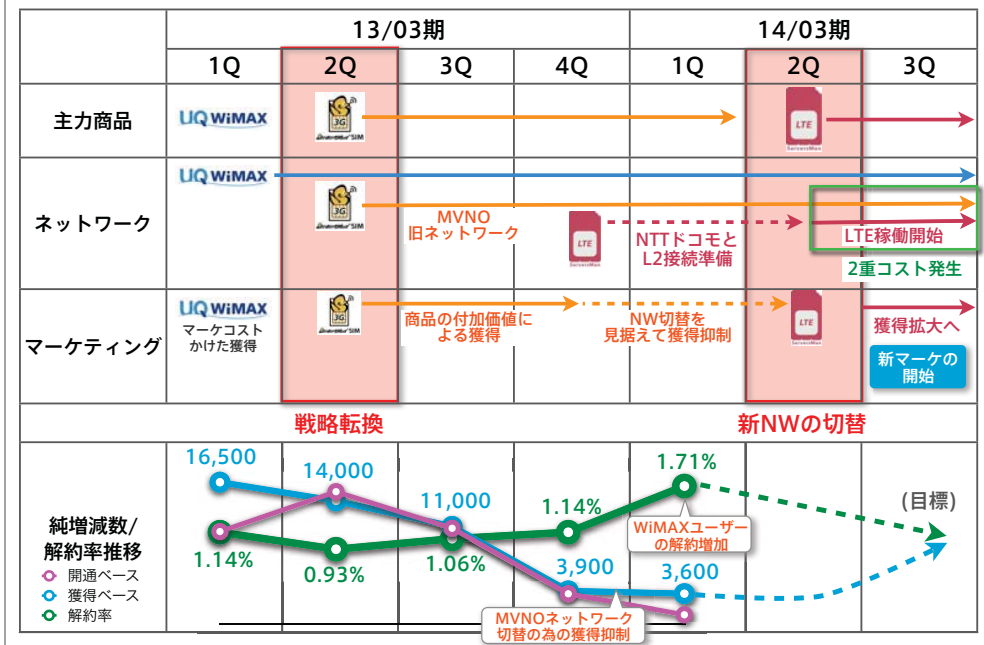 13/03期
14/03期
1Q
2Q
3Q
4Q
1Q
2Q
3Q
主力商品
UQ WiMAX
3G
LTE
ServersMan
ネットワーク
UQ WiMAX
3G
MVNO
旧ネットワーク
LTE
ServersMan
NTTドコモと
L2接続準備
LTE稼働開始
2重コスト発生
マーケティング
UQ WiMAX
マーケコスト
かけた獲得
3G
商品の付加価値に
よる獲得
NW切替を
見据えて獲得抑制
LTE
ServersMan
獲得拡大へ
新マーケの
開始
戦略転換
新NWの切替
純増減数/
解約率推移
開通ベース
獲得ベース
解約率
16,500
14,000
11,000
3,900
3,600
1.14%
0.93%
1.06%
1.14%
1.71%
WiMAXユーザー
の解約増加
MVNOネットワーク
切替の為の獲得抑制
(目標)